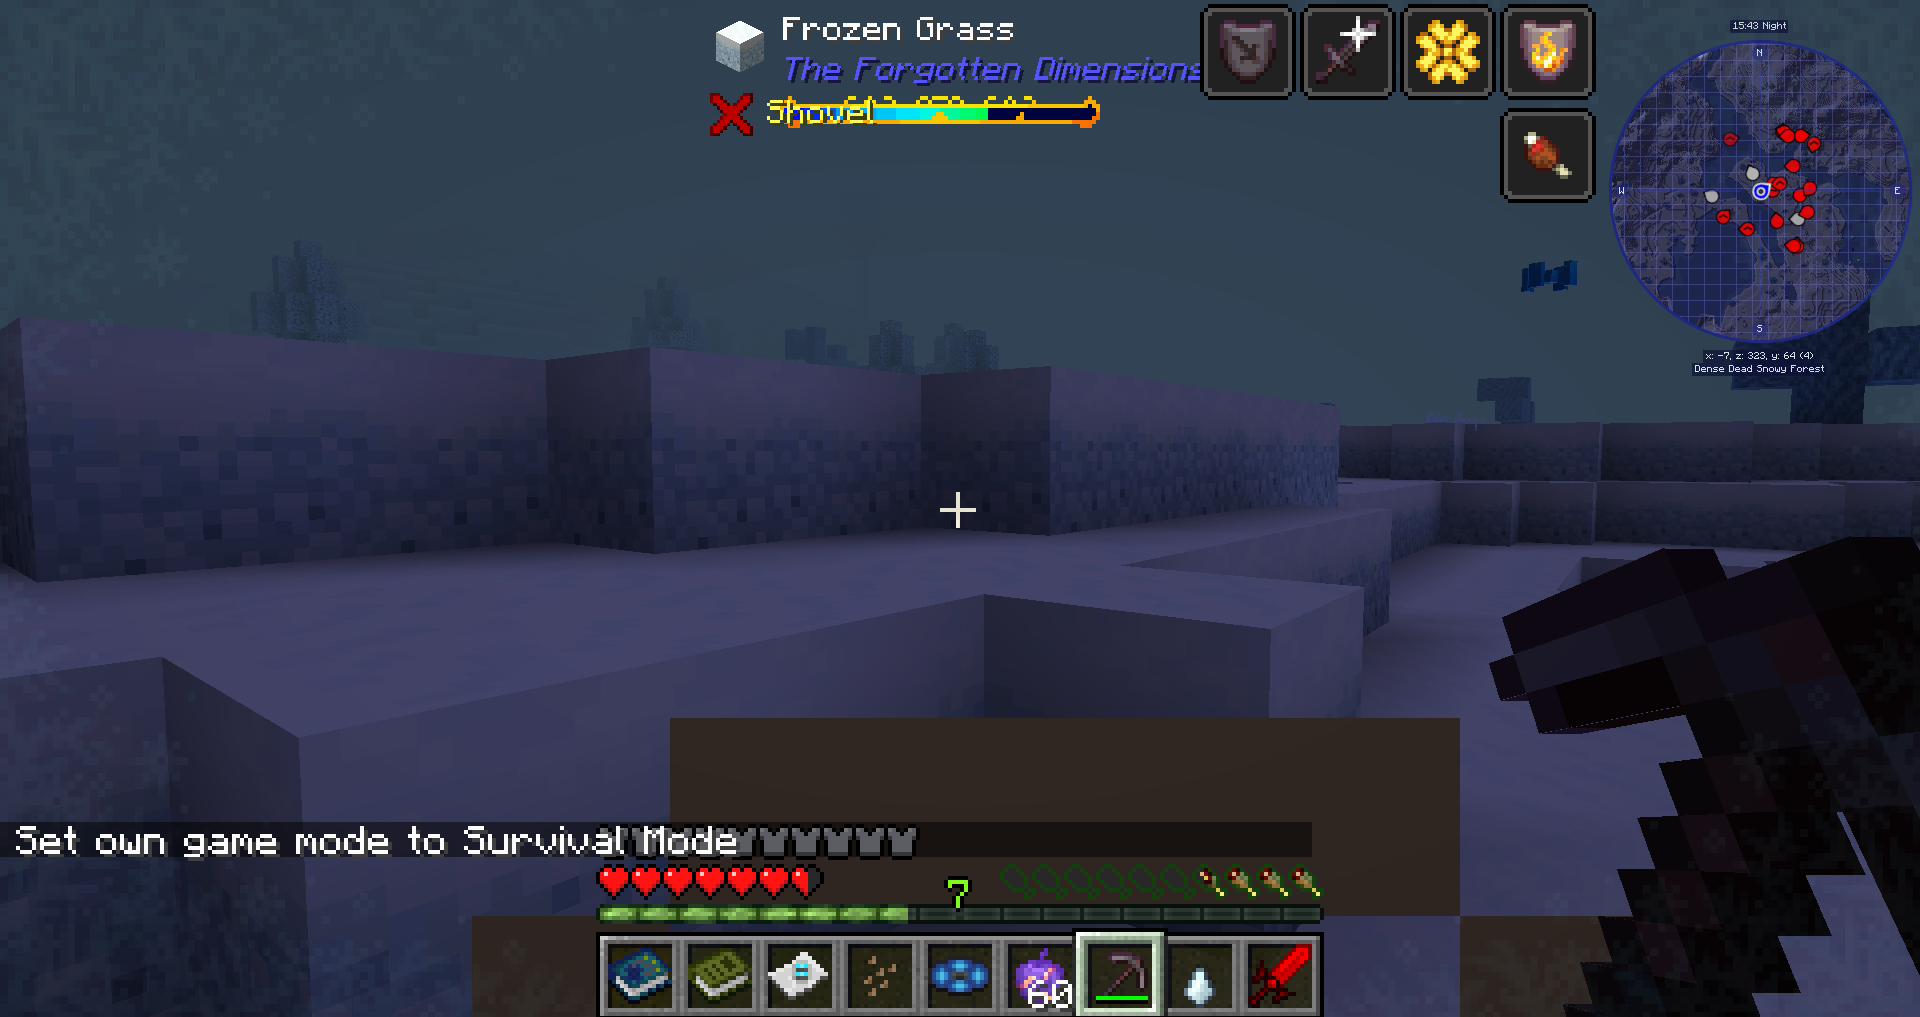 Frozen Grass
The Forgotten Dimensions
Shovel
15:43 Night
N
W
E
S
x: -7, z: 323, y: 64 (4)
Dense Dead Snowy Forest
Set own game mode to Survival Mode
7
60